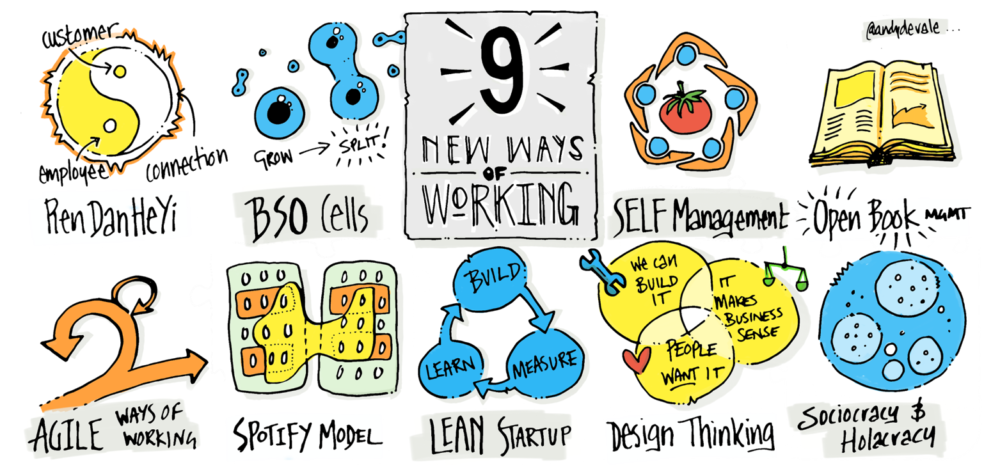 customer
employee
connection
RenDanHeYi
GROW → SPLIT!
BSO Cells
9
NEW WAYS
OF
WORKING
SELF Management
@andydevale ...
Open Book MGMT
AGILE WAYS OF
WORKING
SPOTIFY MODEL
BUILD
LEARN
MEASURE
LEAN STARTUP
WE CAN
BUILD
IT
IT
MAKES
BUSINESS
SENSE
PEOPLE
WANT IT
Design Thinking
Sociocracy &
Holacracy